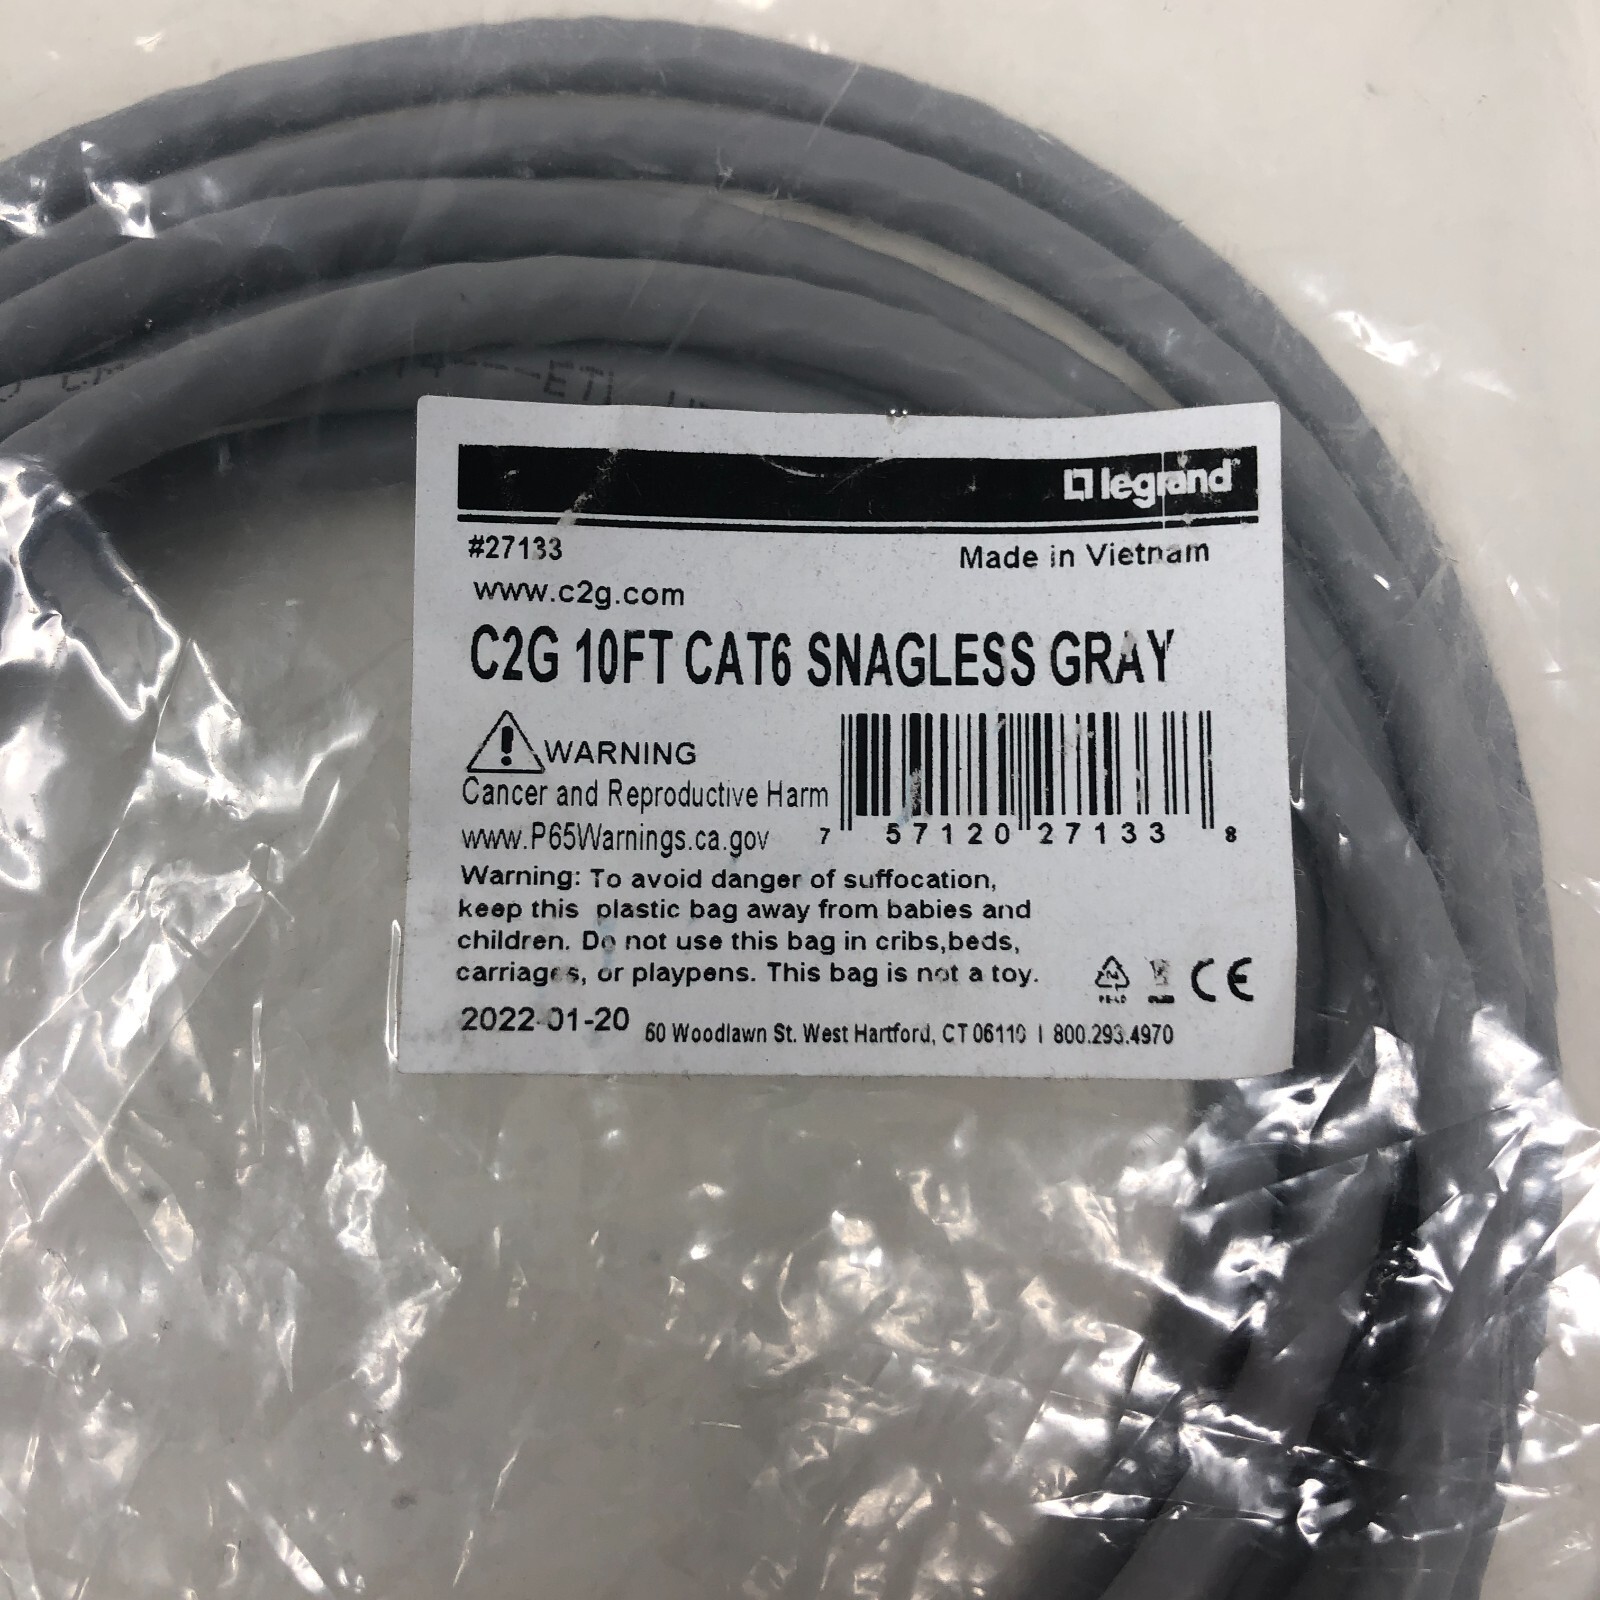 legrand
#27133
Made in Vietnam
www.c2g.com
C2G 10FT CAT6 SNAGLESS GRAY
WARNING
Cancer and Reproductive Harm
www.P65Warnings.ca.gov
7 57120 27133 8
Warning: To avoid danger of suffocation,
keep this plastic bag away from babies and
children. Do not use this bag in cribs,beds,
carriages, or playpens. This bag is not a toy.
CE
2022-01-20
60 Woodlawn St. West Hartford, CT 06110 | 800.293.4970